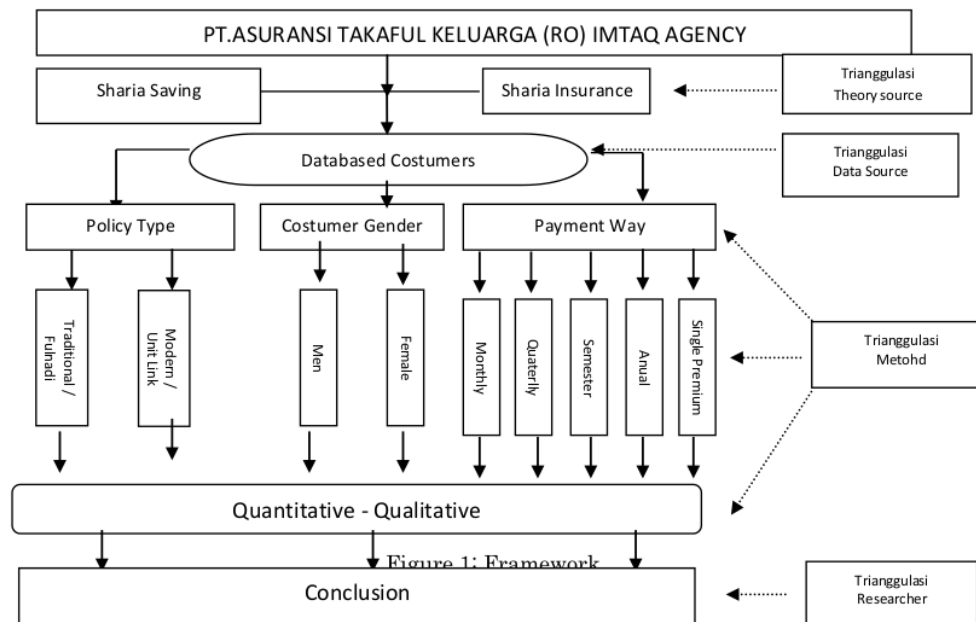 PT.ASURANSI TAKAFUL KELUARGA (RO) IMTAQ AGENCY
Sharia Saving
Sharia Insurance
Trianggulasi
Theory source
Databased Costumers
Trianggulasi
Data Source
Policy Type
Costumer Gender
Payment Way
Traditional /
Fulnadi
Modern /
Unit Link
Men
Female
Monthly
Quaterlly
Semester
Anual
Single Premium
Trianggulasi
Metohd
Quantitative - Qualitative
Figure 1: Framework
Conclusion
Trianggulasi
Researcher